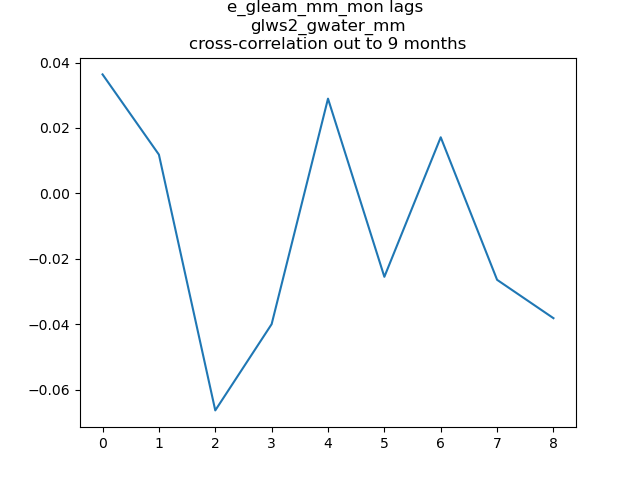 e_gleam_mm_mon lags
glws2_gwater_mm
cross-correlation out to 9 months
0.04
0.02
0.00
−0.02
−0.04
−0.06
0 1 2 3 4 5 6 7 8